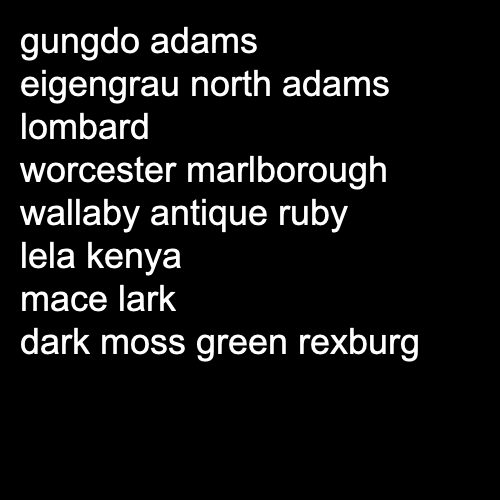 gungdo adams
eigengrau north adams
lombard
worcester marlborough
wallaby antique ruby
lela kenya
mace lark
dark moss green rexburg